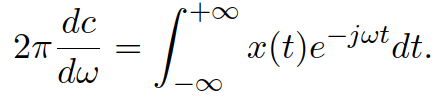 2π dc/dω = ∫_{-∞}^{+∞} x(t)e^{-jωt}dt.